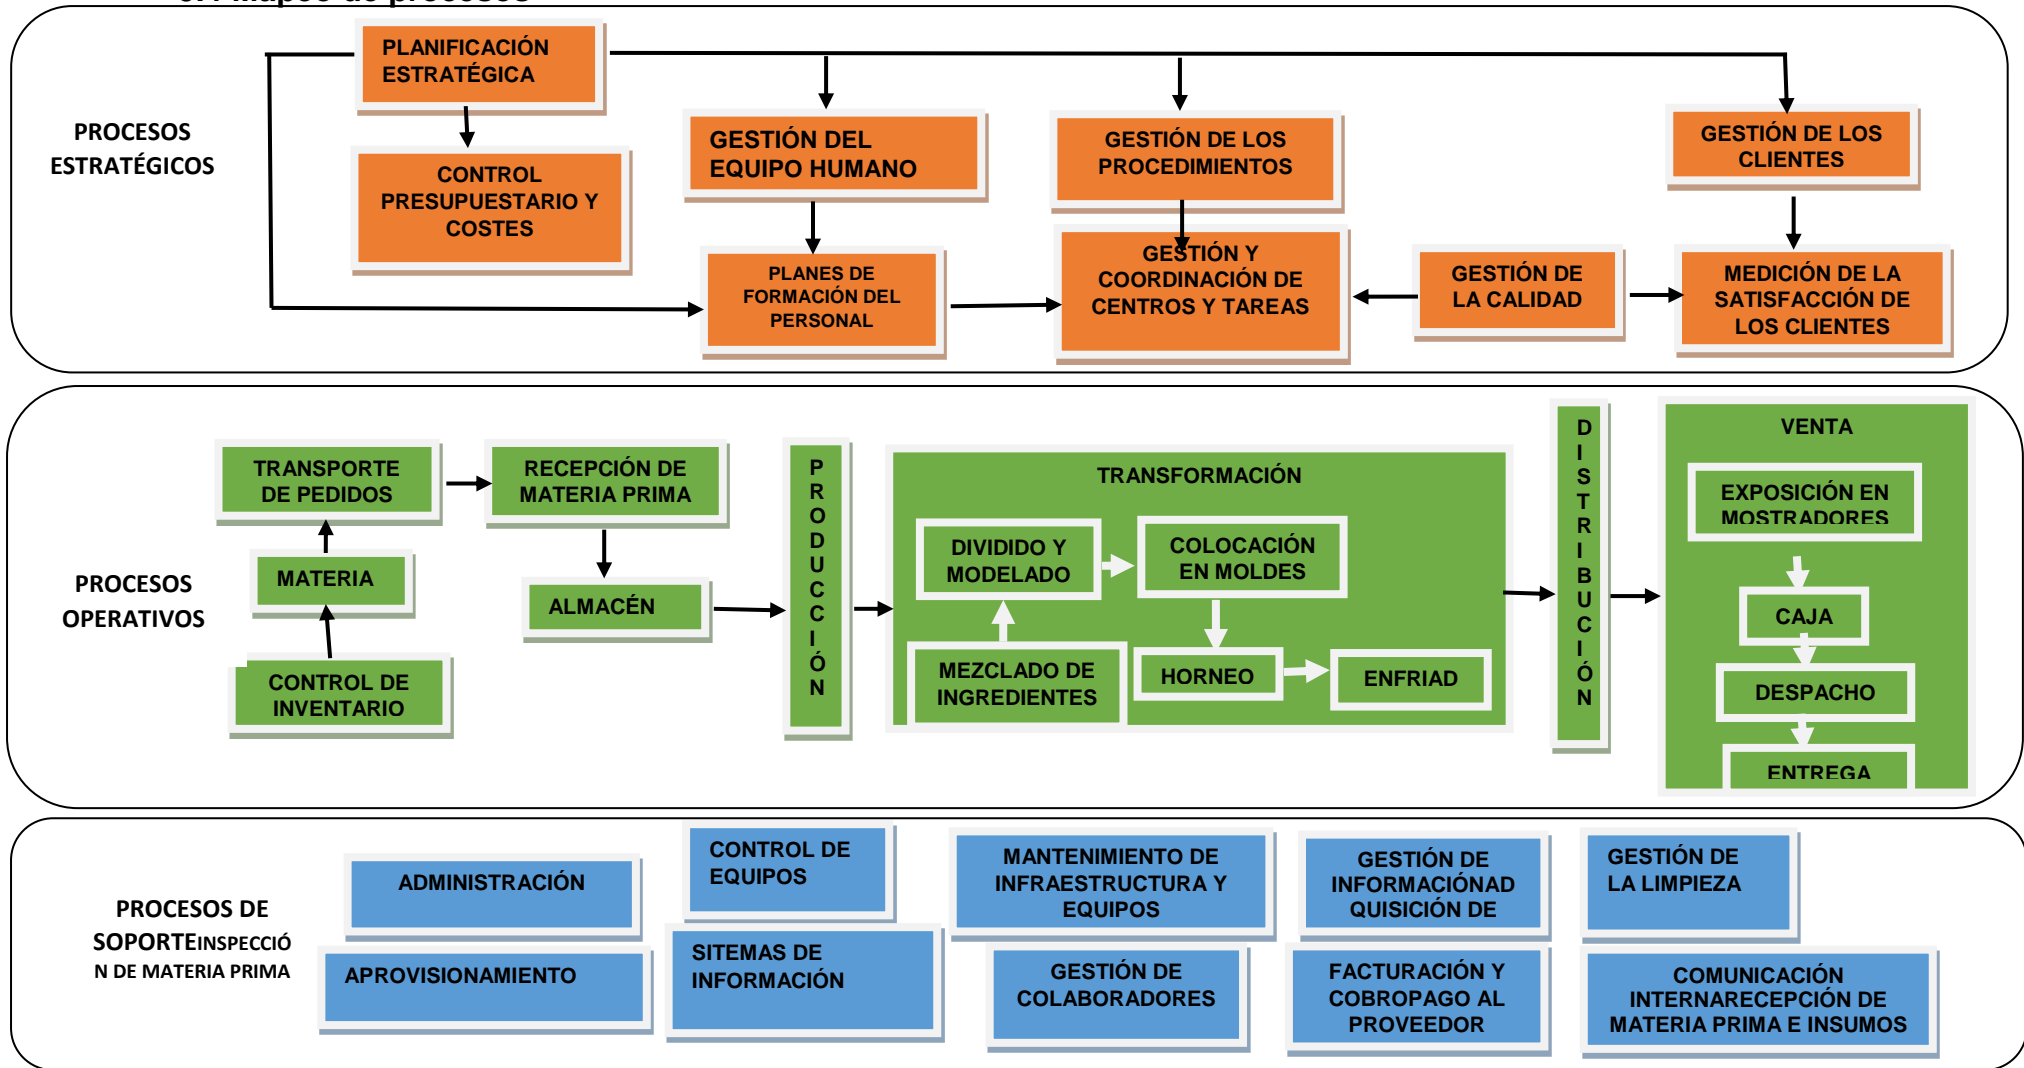 PROCESOS
ESTRATÉGICOS
PLANIFICACIÓN
ESTRATÉGICA
CONTROL
PRESUPUESTARIO Y
COSTES
GESTIÓN DEL
EQUIPO HUMANO
PLANES DE
FORMACIÓN DEL
PERSONAL
GESTIÓN DE LOS
PROCEDIMIENTOS
GESTIÓN Y
COORDINACIÓN DE
CENTROS Y TAREAS
GESTIÓN DE
LA CALIDAD
GESTIÓN DE LOS
CLIENTES
MEDICIÓN DE LA
SATISFACCIÓN DE
LOS CLIENTES
PROCESOS
OPERATIVOS
TRANSPORTE
DE PEDIDOS
MATERIA
CONTROL DE
INVENTARIO
RECEPCIÓN DE
MATERIA PRIMA
ALMACÉN
PRODUCCIÓN
TRANSFORMACIÓN
DIVIDIDO Y
MODELADO
COLOCACIÓN
EN MOLDES
MEZCLADO DE
INGREDIENTES
HORNEO
ENFRIAD
DISTRIBUCIÓN
VENTA
EXPOSICIÓN EN
MOSTRADORES
CAJA
DESPACHO
ENTREGA
PROCESOS DE
SOPORTEINSPECCIÓ
N DE MATERIA PRIMA
ADMINISTRACIÓN
CONTROL DE
EQUIPOS
MANTENIMIENTO DE
INFRAESTRUCTURA Y
EQUIPOS
GESTIÓN DE
INFORMACIÓNAD
QUISICIÓN DE
GESTIÓN DE
LA LIMPIEZA
APROVISIONAMIENTO
SITEMAS DE
INFORMACIÓN
GESTIÓN DE
COLABORADORES
FACTURACIÓN Y
COBROPAGO AL
PROVEEDOR
COMUNICACIÓN
INTERNARECEPCIÓN DE
MATERIA PRIMA E INSUMOS